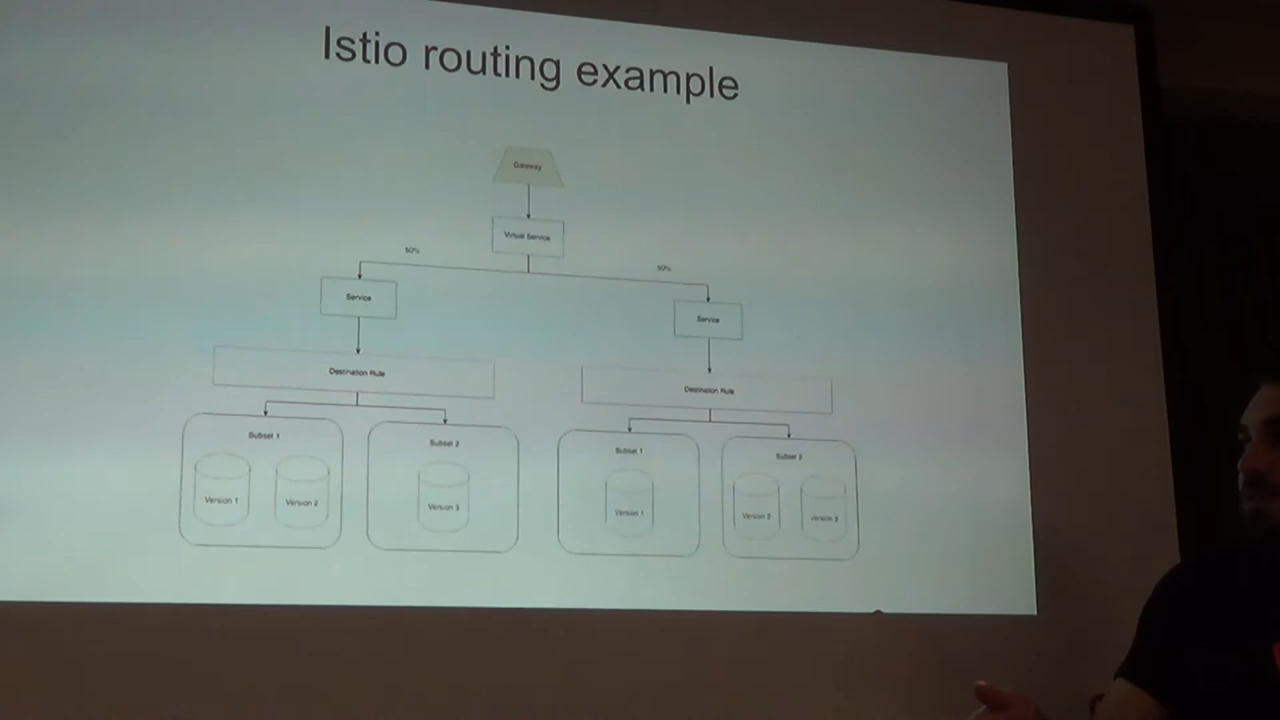 Istio routing example
Gateway
Virtual Service
50%
50%
Service
Service
Destination Rule
Destination Rule
Subset 1
Subset 2
Subset 1
Subset 2
Version 1
Version 2
Version 3
Version 1
Version 2
version 3